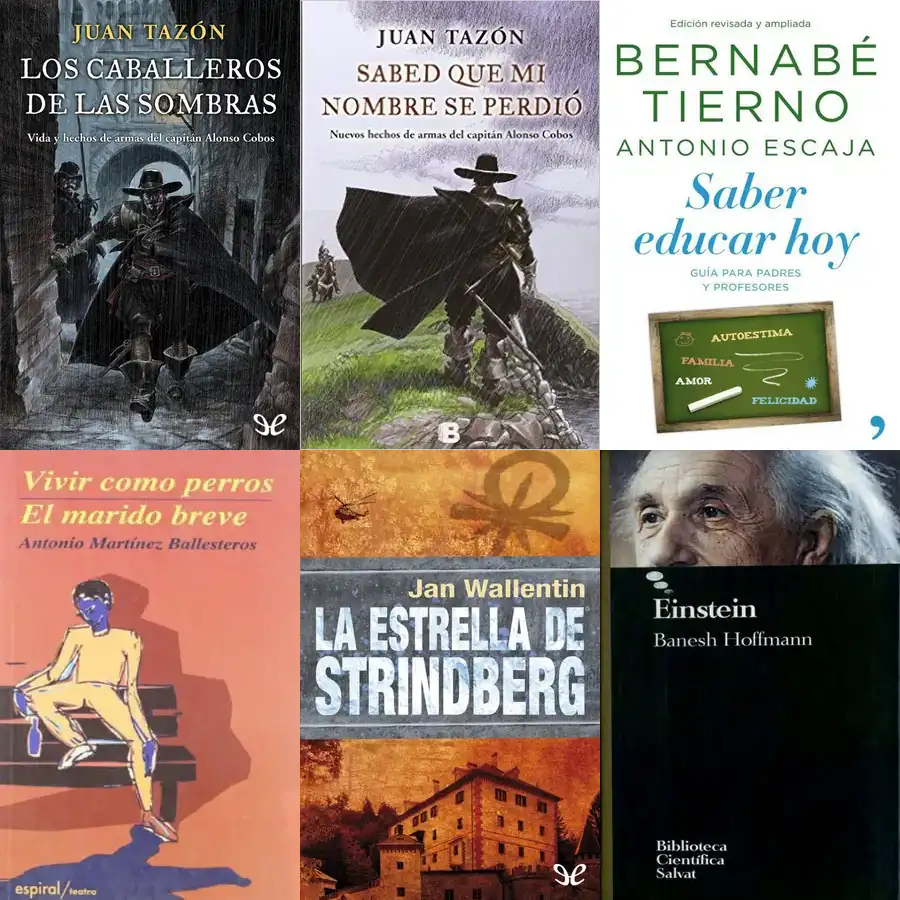 JUAN TAZÓN
LOS CABALLEROS
DE LAS SOMBRAS
Vida y hechos de armas del capitán Alonso Cobos
JUAN TAZÓN
SABED QUE MI
NOMBRE SE PERDIÓ
Nuevos hechos de armas del capitán Alonso Cobos
B
Edición revisada y ampliada
BERNABÉ
TIERNO
ANTONIO ESCAJA
Saber
educar hoy
GUÍA PARA PADRES
Y PROFESORES
AUTOESTIMA
FAMILIA
AMOR
FELICIDAD
Vivir como perros
El marido breve
Antonio Martínez Ballesteros
espiral/teatro
Jan Wallentin
LA ESTRELLA DE
STRINDBERG
Einstein
Banesh Hoffmann
Biblioteca
Científica
Salvat